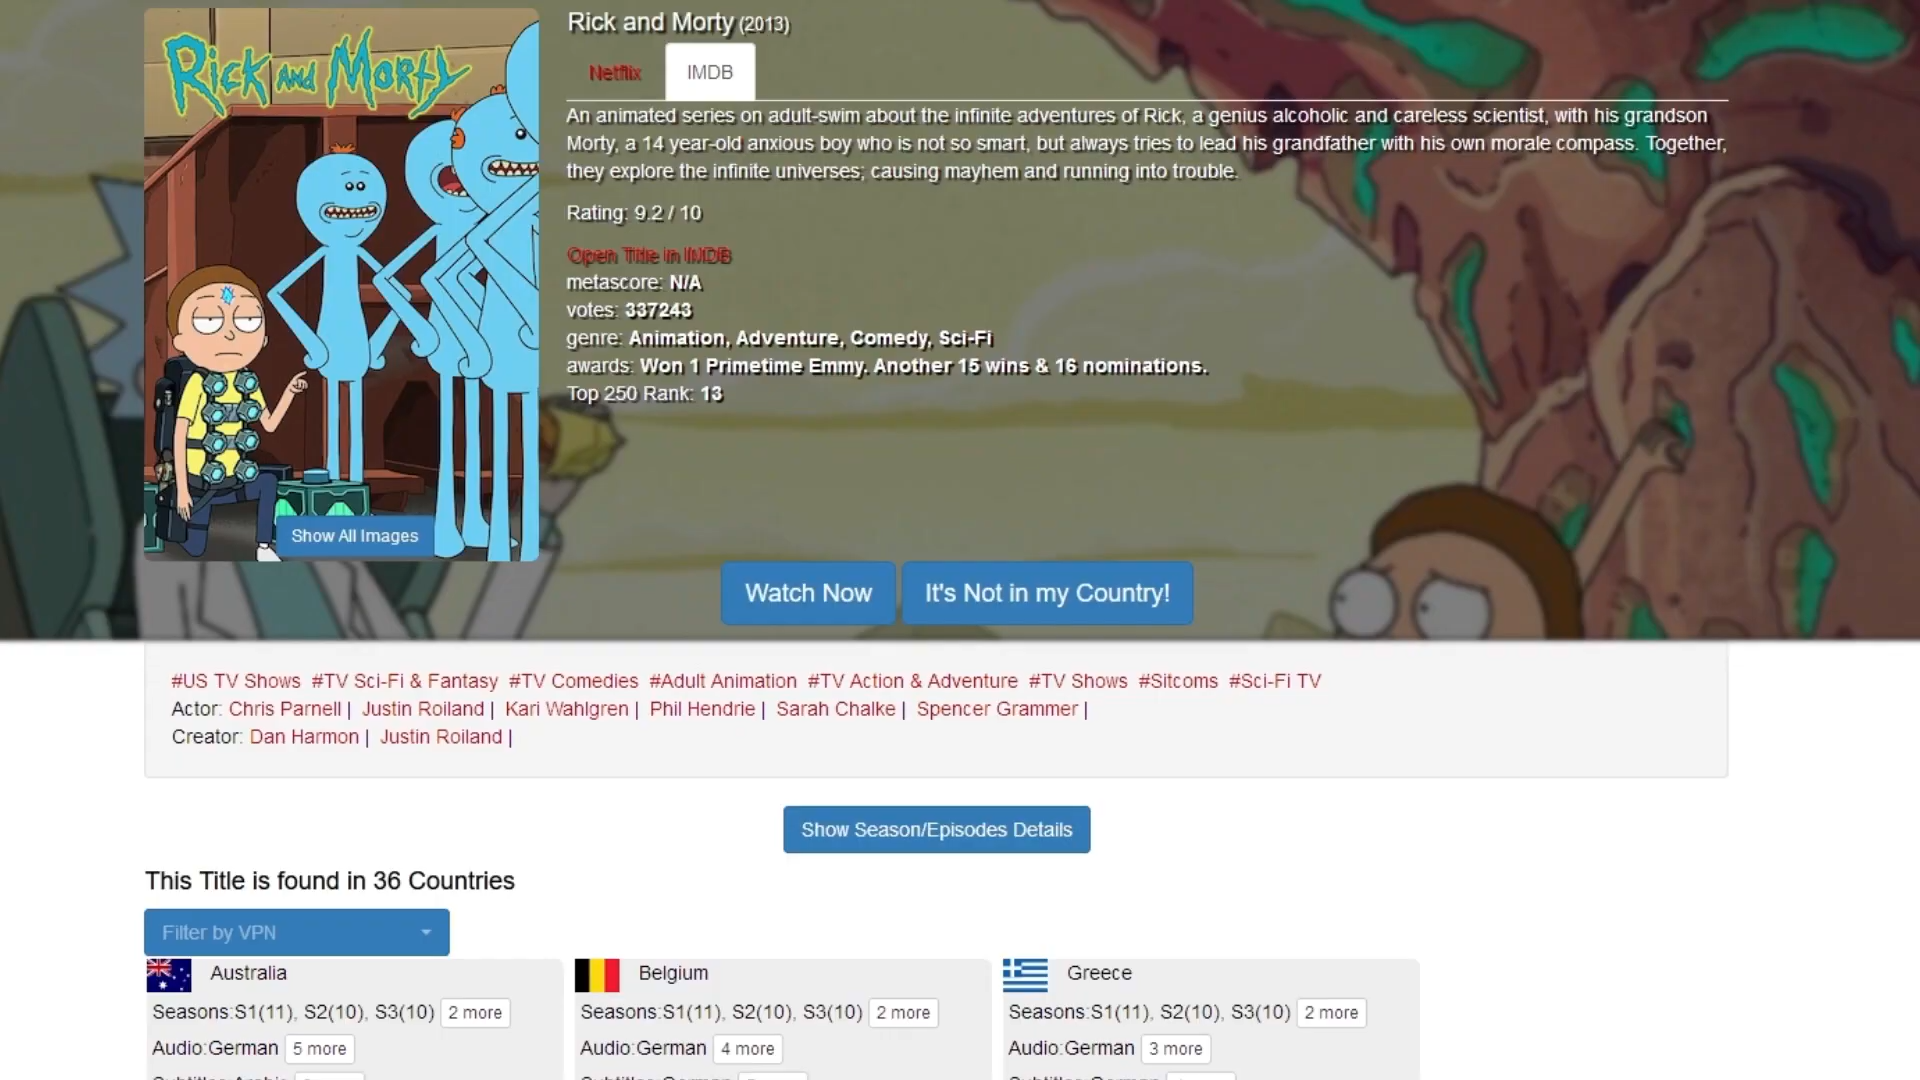 Rick and Morty
Rick and Morty (2013)
Netflix
IMDB
An animated series on adult-swim about the infinite adventures of Rick, a genius alcoholic and careless scientist, with his grandson
Morty, a 14 year-old anxious boy who is not so smart, but always tries to lead his grandfather with his own morale compass. Together,
they explore the infinite universes; causing mayhem and running into trouble.
Rating: 9.2 / 10
Open Title in IMDB
metascore: N/A
votes: 337243
genre: Animation, Adventure, Comedy, Sci-Fi
awards: Won 1 Primetime Emmy. Another 15 wins & 16 nominations.
Top 250 Rank: 13
Show All Images
Watch Now
It's Not in my Country!
#US TV Shows #TV Sci-Fi & Fantasy #TV Comedies #Adult Animation #TV Action & Adventure #TV Shows #Sitcoms #Sci-Fi TV
Actor: Chris Parnell | Justin Roiland | Kari Wahlgren | Phil Hendrie | Sarah Chalke | Spencer Grammer |
Creator: Dan Harmon | Justin Roiland |
Show Season/Episodes Details
This Title is found in 36 Countries
Filter by VPN
Australia
Seasons:S1(11), S2(10), S3(10) 2 more
Audio:German 5 more
Belgium
Seasons:S1(11), S2(10), S3(10) 2 more
Audio:German 4 more
Greece
Seasons:S1(11), S2(10), S3(10) 2 more
Audio:German 3 more